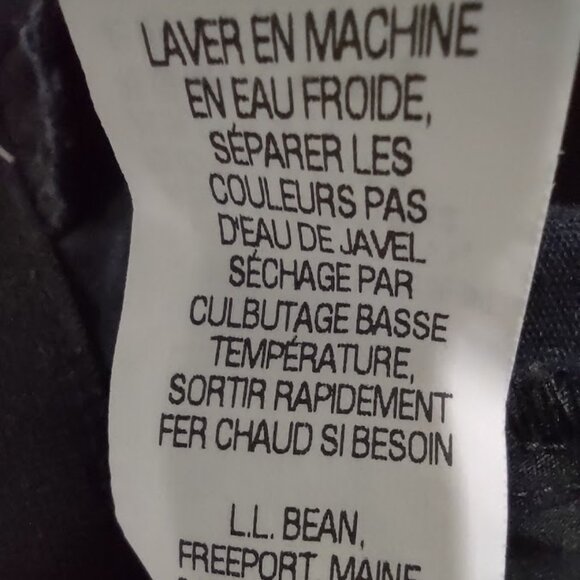 LAVER EN MACHINE
EN EAU FROIDE,
SÉPARER LES
COULEURS PAS
D'EAU DE JAVEL
SÉCHAGE PAR
CULBUTAGE BASSE
TEMPÉRATURE,
SORTIR RAPIDEMENT
FER CHAUD SI BESOIN
L.L. BEAN,
FREEPORT, MAINE